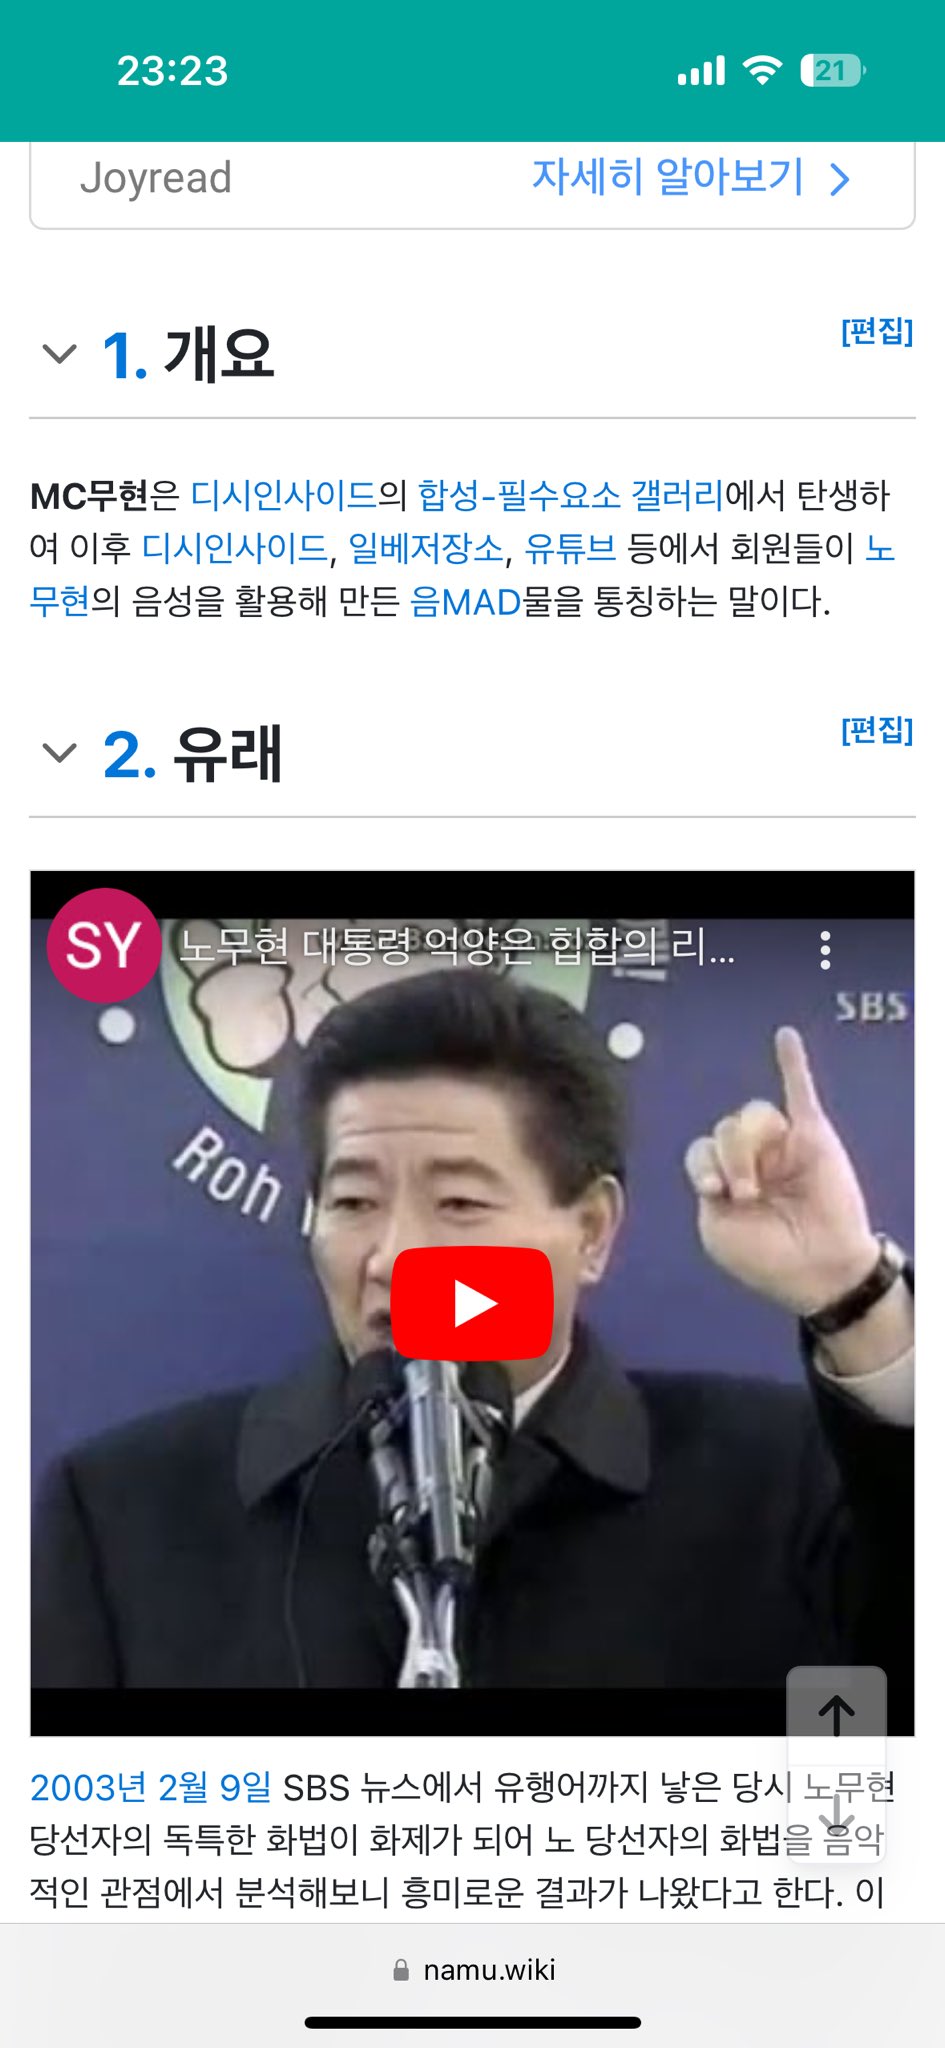 23:23
21
Joyread
자세히 알아보기
1. 개요
[편집]
MC무현은 디시인사이드의 합성-필수요소 갤러리에서 탄생하
여 이후 디시인사이드, 일베저장소, 유튜브 등에서 회원들이 노
무현의 음성을 활용해 만든 음MAD물을 통칭하는 말이다.
2. 유래
[편집]
SY
노무현 대통령 억양은 힙합의 리...
SBS
Roh
2003년 2월 9일 SBS 뉴스에서 유행어까지 낳은 당시 노무현
당선자의 독특한 화법이 화제가 되어 노 당선자의 화법을 음악
적인 관점에서 분석해보니 흥미로운 결과가 나왔다고 한다. 이
namu.wiki